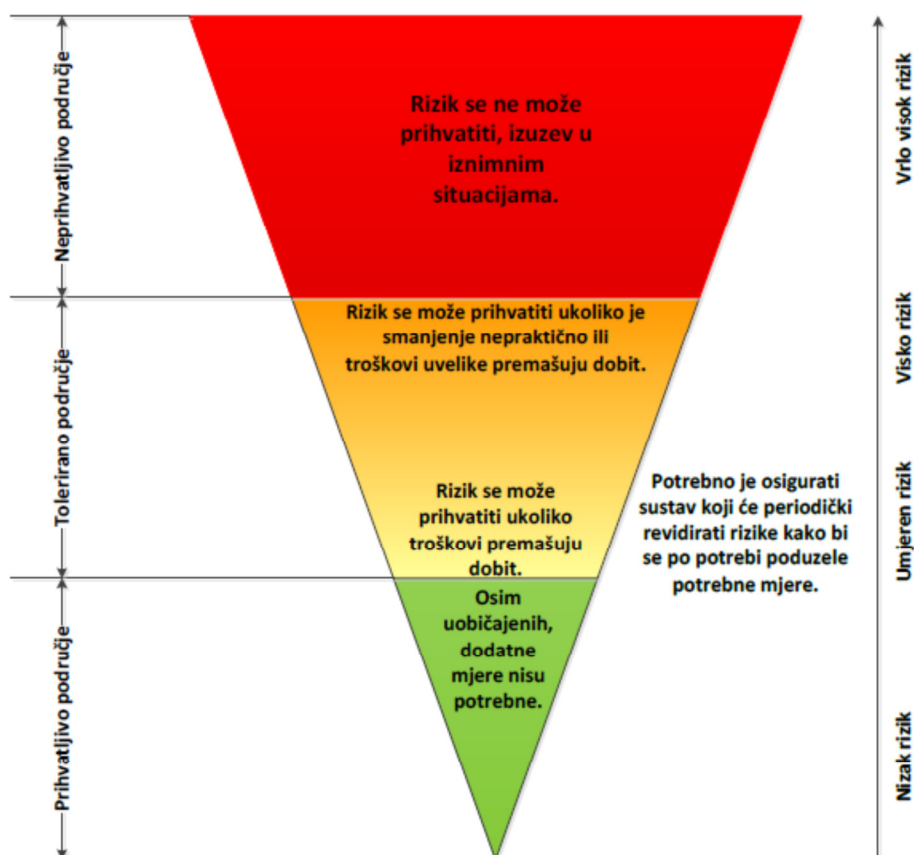 Neprihvatljivo područje
Rizik se ne može
prihvatiti, izuzev u
iznimnim
situacijama.
Vrlo visok rizik
Tolerirano područje
Rizik se može prihvatiti ukoliko je
smanjenje nepraktično ili
troškovi uvelike premašuju dobit.
Visko rizik
Rizik se može
prihvatiti ukoliko
troškovi premašuju
dobit.
Potrebno je osigurati
sustav koji će periodički
revidirati rizike kako bi
se po potrebi poduzele
potrebne mjere.
Umjeren rizik
Prihvatljivo područje
Osim
uobičajenih,
dodatne
mjere nisu
potrebne.
Nizak rizik